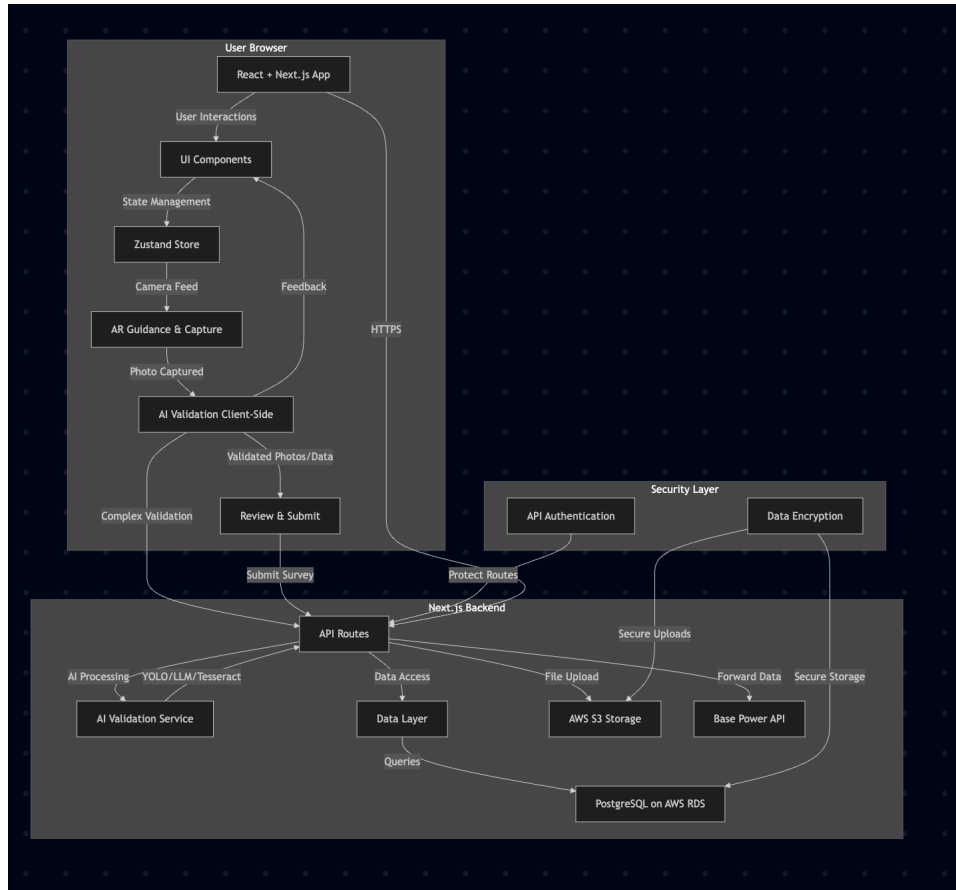 User Browser
React + Next.js App
User Interactions
UI Components
State Management
Zustand Store
Camera Feed
Feedback
AR Guidance & Capture
HTTPS
Photo Captured
AI Validation Client-Side
Validated Photos/Data
Complex Validation
Review & Submit
Security Layer
API Authentication
Data Encryption
Submit Survey
Protect Routes
Next.js Backend
API Routes
Secure Uploads
AI Processing
YOLO/LLM/Tesseract
Data Access
File Upload
Forward Data
Secure Storage
AI Validation Service
Data Layer
AWS S3 Storage
Base Power API
Queries
PostgreSQL on AWS RDS